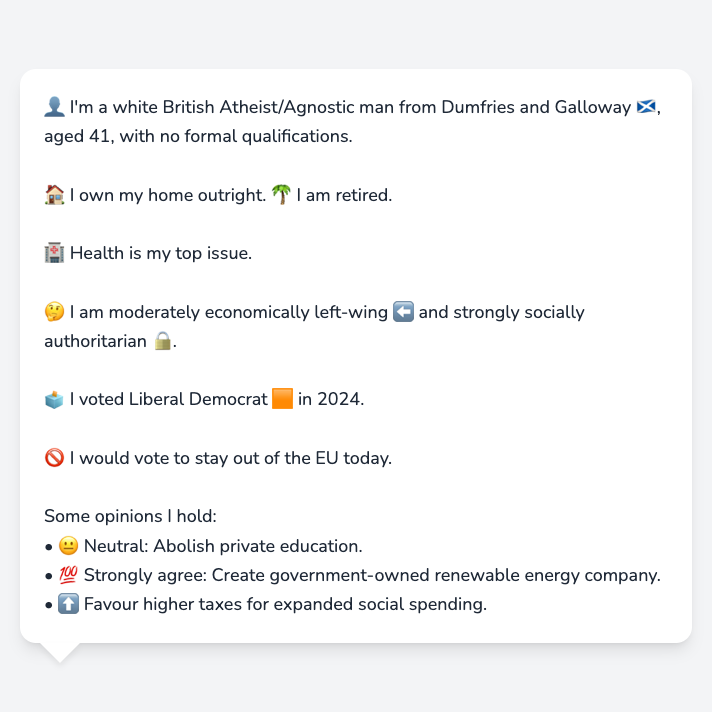 👤 I'm a white British Atheist/Agnostic man from Dumfries and Galloway 🏴󠁧󠁢󠁳󠁣󠁴󠁿,
aged 41, with no formal qualifications.
🏠 I own my home outright. 🌴 I am retired.
🏥 Health is my top issue.
🤔 I am moderately economically left-wing ⬅️ and strongly socially
authoritarian 🔒.
🗳️ I voted Liberal Democrat 🟧 in 2024.
🚫 I would vote to stay out of the EU today.
Some opinions I hold:
• 😐 Neutral: Abolish private education.
• 💯 Strongly agree: Create government-owned renewable energy company.
• ⬆️ Favour higher taxes for expanded social spending.